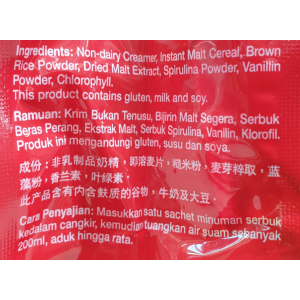 Ingredients: Non-dairy Creamer, Instant Malt Cereal, Brown
Rice Powder, Dried Malt Extract, Spirulina Powder, Vanillin
Powder, Chlorophyll.
This product contains gluten, milk and soy.
Ramuan: Krim Bukan Tenusu, Bijirin Malt Segera, Serbuk
Beras Perang, Ekstrak Malt, Serbuk Spirulina, Vanilin, Klorofil.
Produk ini mengandungi gluten, susu dan soya.
成份：非乳制品奶精，即溶麦片，糙米粉，麦芽粹取，蓝
藻粉，香兰素，叶绿素。
此产品含有内含麸质的谷物，牛奶及大豆。
Cara Penyajian: Masukkan satu sachet minuman serbuk
kedalam cangkir, kemudian tuangkan air suam sebanyak
200ml, aduk hingga rata.